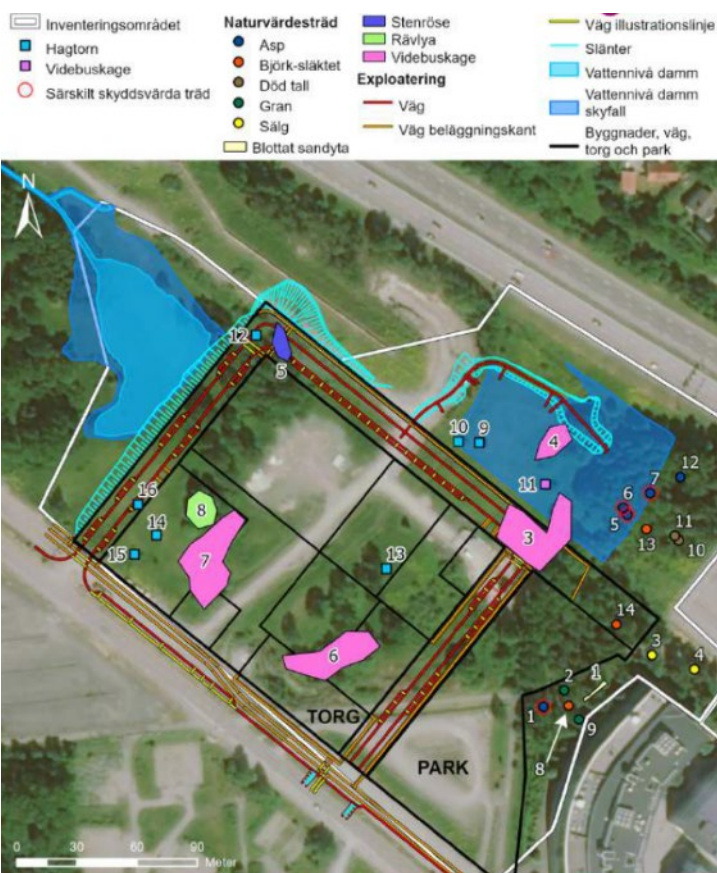 Inventeringsområdet
Hagtorn
Videbuskage
Särskilt skyddsvärda träd
Naturvärdesträd
Asp
Björk-släktet
Död tall
Gran
Sälg
Blottat sandyta
Stenröse
Rävlya
Videbuskage
Exploatering
Väg
Väg beläggningskant
Väg illustrationslinje
Slänter
Vattennivå damm
Vattennivå damm
skyfall
Byggnader, väg,
torg och park
N
12
5
10
9
4
11
12
7
6
5
13
11
10
16
14
15
8
7
3
13
6
14
3
4
2
1
1
8
9
TORG
PARK
0
30
60
90
Meter